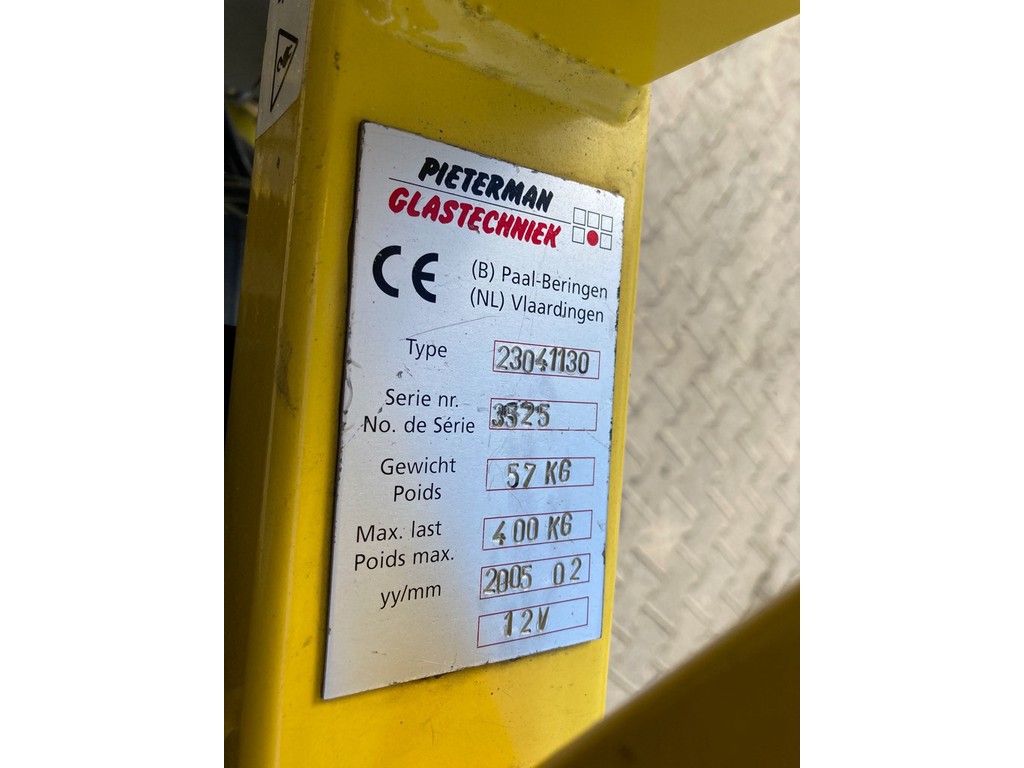 PIETERMAN
GLASTECHNIEK
CE
(B) Paal-Beringen
(NL) Vlaardingen
Type 23041130
Serie nr.
No. de Série 3525
Gewicht
Poids 57 KG
Max. last
Poids max. 400 KG
yy/mm 2005 02
12V